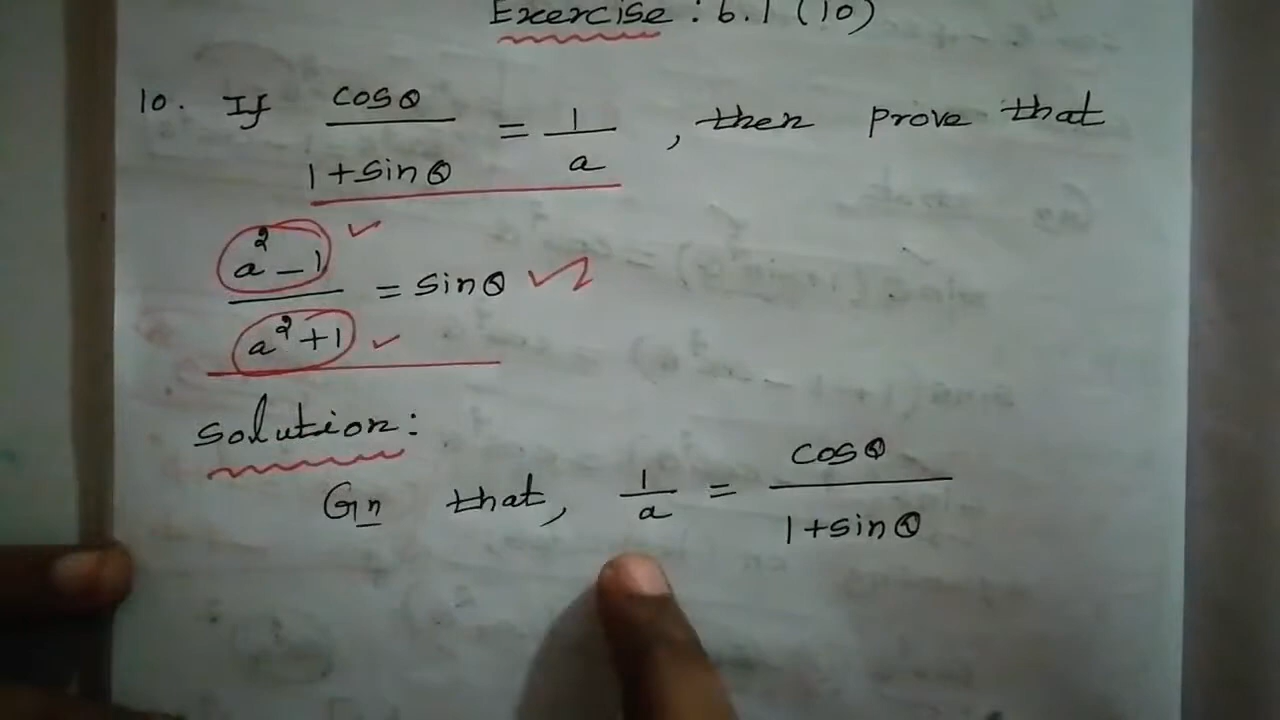 Exercise : 6.1 (10)
10. If cosθ / 1+sinθ = 1/a , then prove that
a²-1 / a²+1 = sinθ
Solution:
Gn that, 1/a = cosθ / 1+sinθ